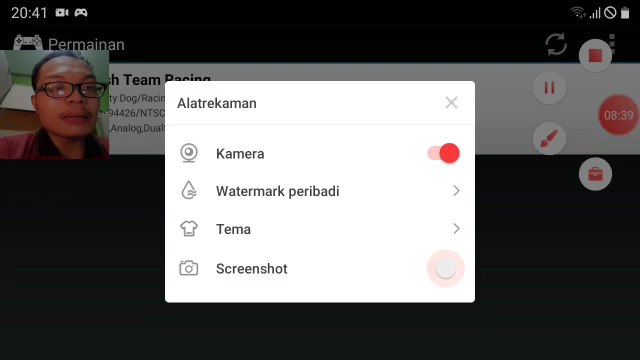 20:41
Permainan
sh Team Racing
ty Dog/Racin
94426/NTSC
,Analog,DualS
08:39
Alatrekaman
Kamera
Watermark peribadi
Tema
Screenshot